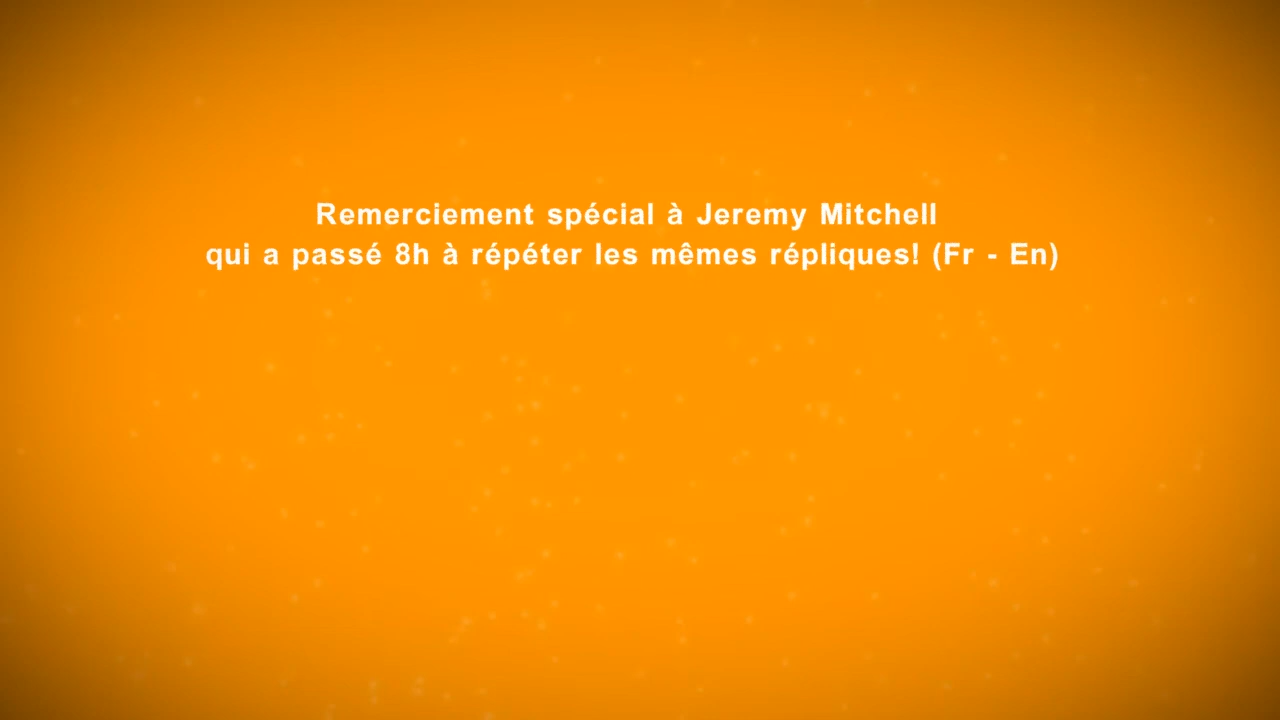 Remerciement spécial à Jeremy Mitchell
qui a passé 8h à répéter les mêmes répliques! (Fr - En)